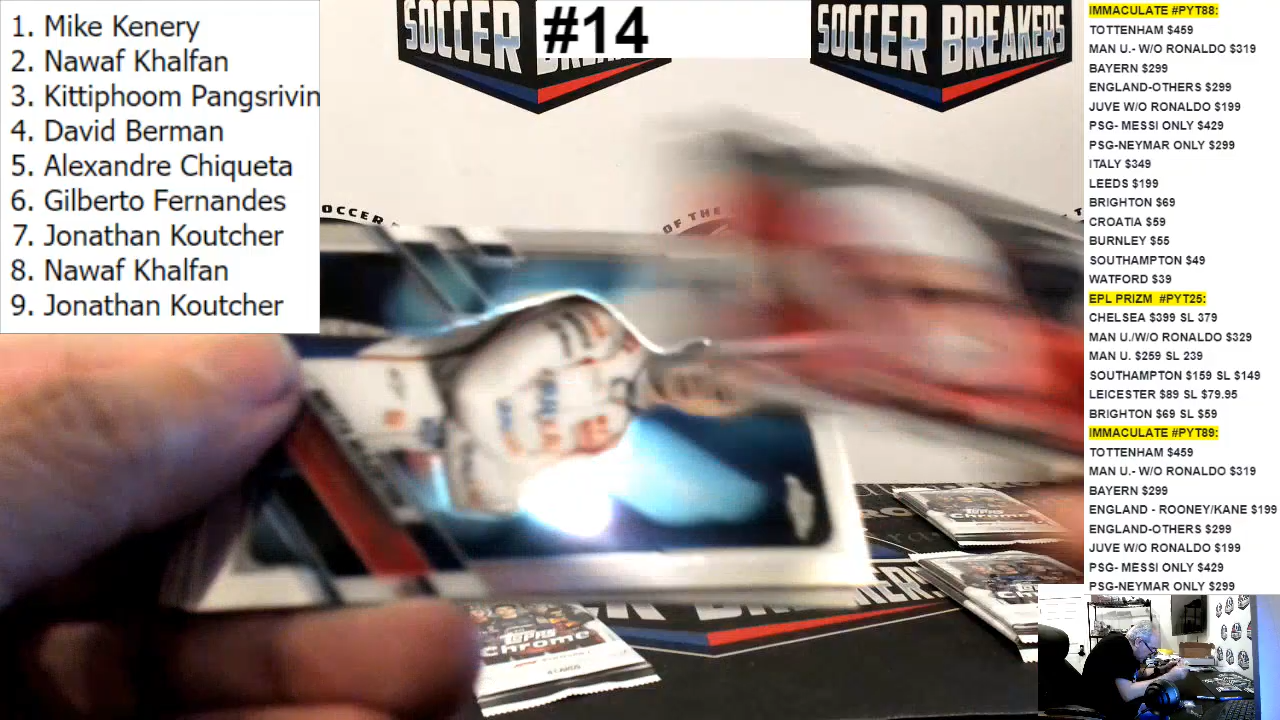 1. Mike Kenery
2. Nawaf Khalfan
3. Kittiphoom Pangsrivin
4. David Berman
5. Alexandre Chiqueta
6. Gilberto Fernandes
7. Jonathan Koutcher
8. Nawaf Khalfan
9. Jonathan Koutcher
SOCCER
#14
SOCCER BREAKERS
SOCCER
OF THE
Chrome
Topps
Chrome
IMMACULATE #PYT88:
TOTTENHAM $459
MAN U.- W/O RONALDO $319
BAYERN $299
ENGLAND-OTHERS $299
JUVE W/O RONALDO $199
PSG- MESSI ONLY $429
PSG-NEYMAR ONLY $299
ITALY $349
LEEDS $199
BRIGHTON $69
CROATIA $59
BURNLEY $55
SOUTHAMPTON $49
WATFORD $39
EPL PRIZM #PYT25:
CHELSEA $399 SL 379
MAN U./W/O RONALDO $329
MAN U. $259 SL 239
SOUTHAMPTON $159 SL $149
LEICESTER $89 SL $79.95
BRIGHTON $69 SL $59
IMMACULATE #PYT89:
TOTTENHAM $459
MAN U.- W/O RONALDO $319
BAYERN $299
ENGLAND - ROONEY/KANE $199
ENGLAND-OTHERS $299
JUVE W/O RONALDO $199
PSG- MESSI ONLY $429
PSG-NEYMAR ONLY $299